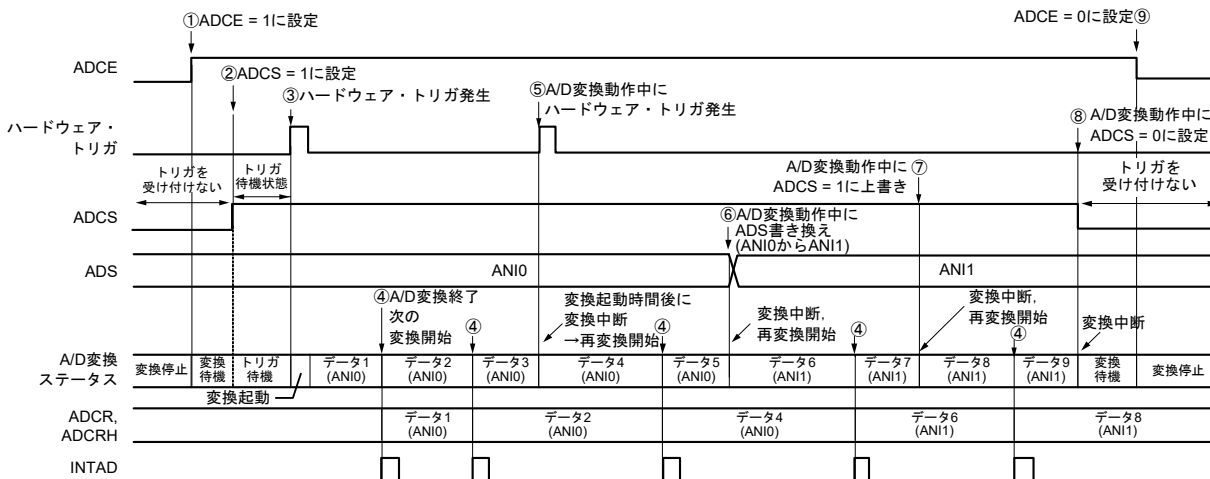 ①ADCE = 1に設定
ADCE = 0に設定⑨
ADCE
②ADCS = 1に設定
③ハードウェア・トリガ発生
⑤A/D変換動作中に
ハードウェア・トリガ発生
⑧A/D変換動作中に
ADCS = 0に設定
ハードウェア・
トリガ
トリガを
受け付けない
トリガ
待機状態
A/D変換動作中に⑦
ADCS = 1に上書き
トリガを
受け付けない
ADCS
⑥A/D変換動作中に
ADS書き換え
(ANI0からANI1)
ADS
ANI0
ANI1
④A/D変換終了
次の
変換開始
④
変換起動時間後に
変換中断
→再変換開始
④
変換中断,
再変換開始
④
変換中断,
再変換開始
④
変換中断
A/D変換
ステータス
変換停止
変換
待機
トリガ
待機
変換起動
データ1
(ANI0)
データ2
(ANI0)
データ3
(ANI0)
データ4
(ANI0)
データ5
(ANI0)
データ6
(ANI1)
データ7
(ANI1)
データ8
(ANI1)
データ9
(ANI1)
変換
待機
変換停止
ADCR,
ADCRH
データ1
(ANI0)
データ2
(ANI0)
データ4
(ANI0)
データ6
(ANI1)
データ8
(ANI1)
INTAD